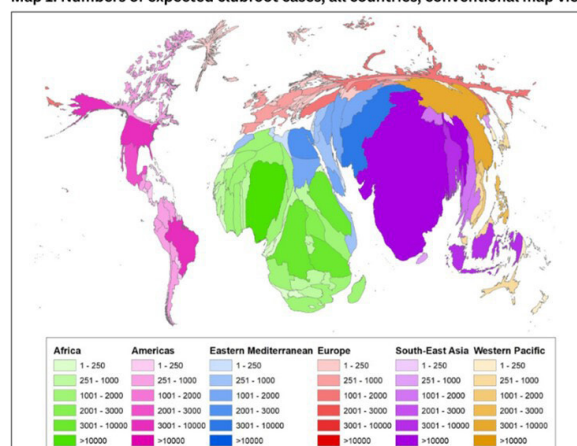 Map 1. Numbers of expected clubfoot cases, all countries, conventional map
Africa Americas Eastern Mediterranean Europe South-East Asia Western Pacific
1 - 250 1 - 250 1 - 250 1 - 250 1 - 250 1 - 250
251 - 1000 251 - 1000 251 - 1000 251 - 1000 251 - 1000 251 - 1000
1001 - 2000 1001 - 2000 1001 - 2000 1001 - 2000 1001 - 2000 1001 - 2000
2001 - 3000 2001 - 3000 2001 - 3000 2001 - 3000 2001 - 3000 2001 - 3000
3001 - 10000 3001 - 10000 3001 - 10000 3001 - 10000 3001 - 10000 3001 - 10000
>10000 >10000 >10000 >10000 >10000 >10000